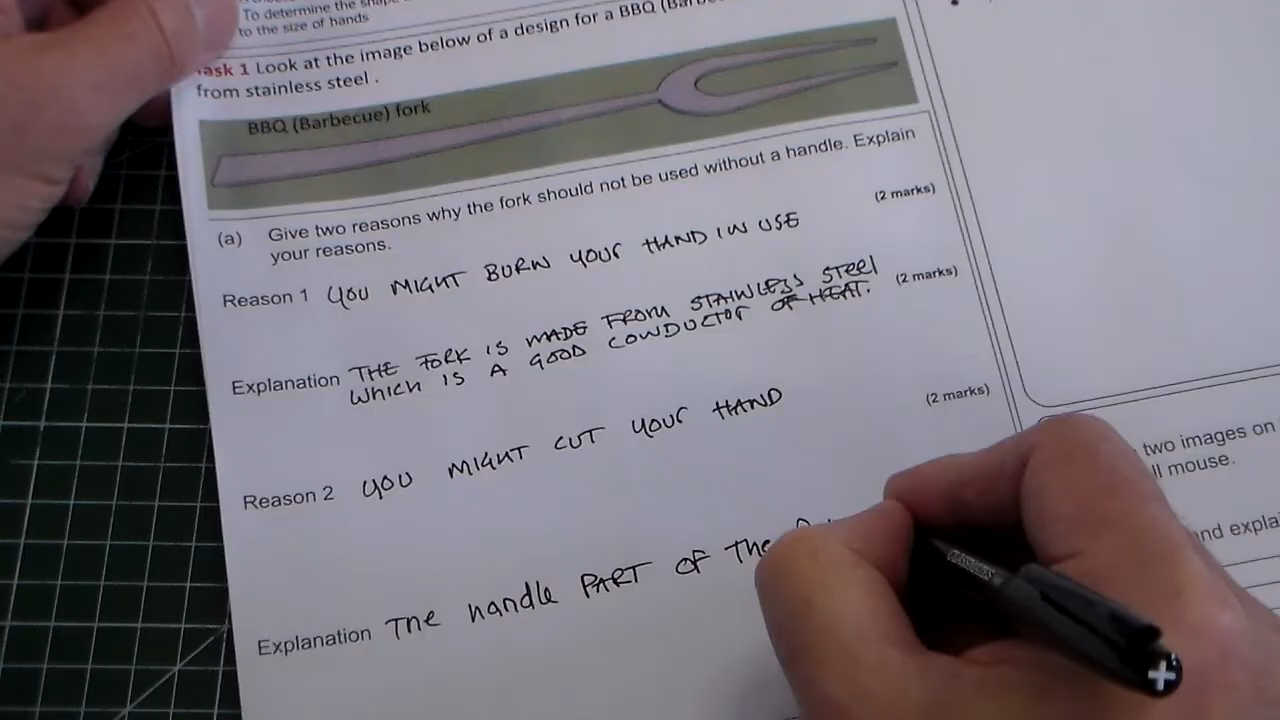 To determine the
to the size of hands
ask 1 Look at the image below of a design for a BBQ
from stainless steel .
BBQ (Barbecue) fork
(a) Give two reasons why the fork should not be used without a handle. Explain
your reasons.
(2 marks)
Reason 1 YOU MIGHT BURN YOUR HAND IN USE
(2 marks)
Explanation THE FORK IS MADE FROM STAINLESS STEEL
WHICH IS A GOOD CONDUCTOR OF HEAT.
(2 marks)
Reason 2 YOU MIGHT CUT YOUR HAND
Explanation The handle PART OF The
two images on
mouse.